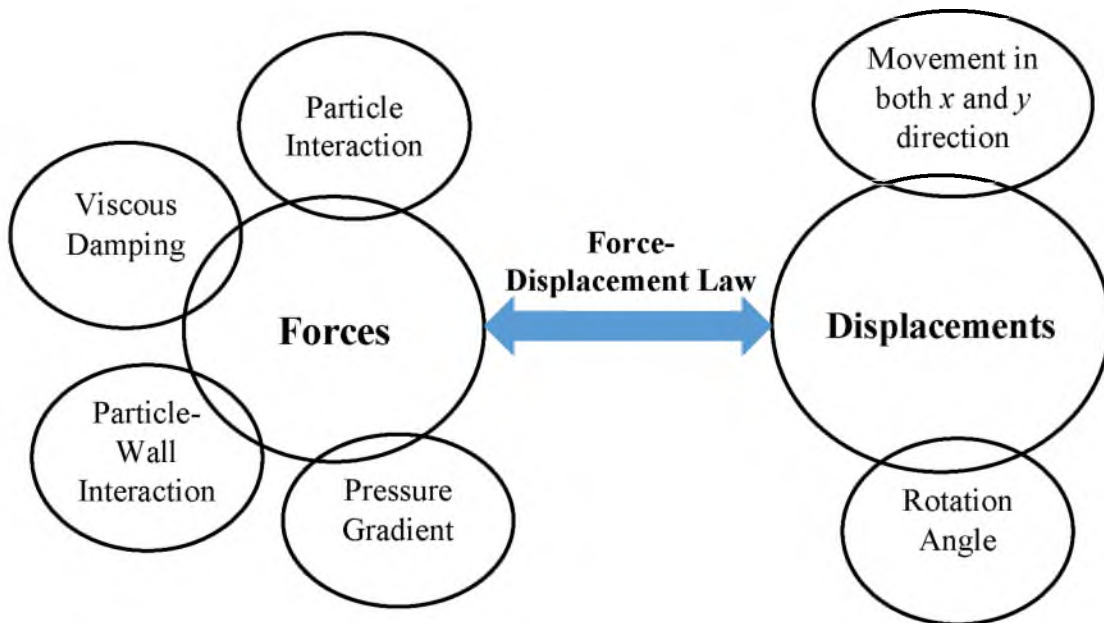 Particle
Interaction
Viscous
Damping
Forces
Particle-
Wall
Interaction
Pressure
Gradient
Force-
Displacement Law
Movement in
both x and y
direction
Displacements
Rotation
Angle